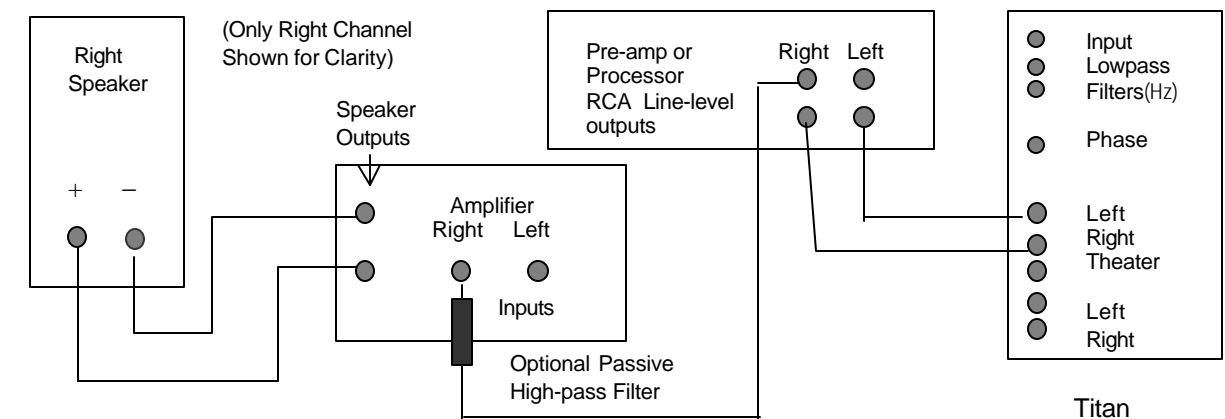 Right
Speaker
+ −
(Only Right Channel
Shown for Clarity)
Speaker
Outputs
Amplifier
Right Left
Inputs
Optional Passive
High-pass Filter
Pre-amp or
Processor
RCA Line-level
outputs
Right Left
Input
Lowpass
Filters(Hz)
Phase
Left
Right
Theater
Left
Right
Titan